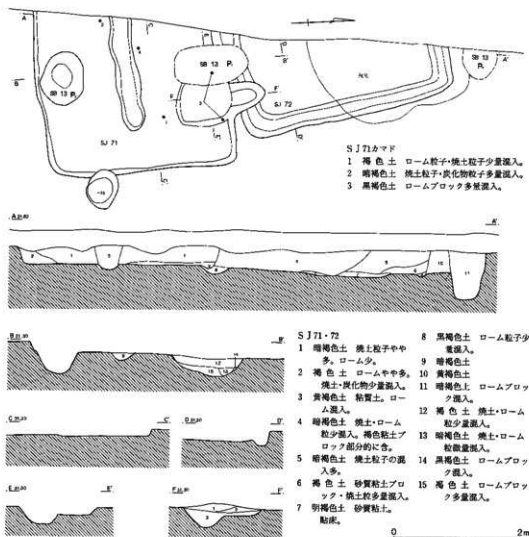 A
A'
C
D
B'
SB 13 P.
SB 13 P.
SB 13 P.
B
F'
SJ 72
SJ 71
SJ71カマド
1 褐色土 ローム粒子・焼土粒子少量混入。
2 暗褐色土 焼土粒子・炭化物粒子多量混入。
3 黒褐色土 ロームブロック多量混入。
A
A'
B
B'
C
C'
D
D'
E
E'
F
F'
SJ71・72
1 暗褐色土 焼土粒子やや
多。ローム少。
2 褐色土 ロームやや多。
焼土・炭化物少量混入。
3 黄褐色土 粘質土。ロー
ム混入。
4 暗褐色土 焼土・ローム
粒少混入。褐色粘土ブ
ロック部分的に含。
5 暗褐色土 焼土粒子の混
入多。
6 褐色土 砂質粘土ブロ
ック・焼土粒多量混入。
7 明褐色土 砂質粘土。
貼床。
8 黒褐色土 ローム粒子少
量混入。
9 暗褐色土
10 黄褐色土
11 暗褐色土 ロームブロッ
ク混入。
12 褐色土 焼土・ローム
粒少量混入。
13 暗褐色土 焼土・ローム
粒微量混入。
14 黒褐色土 ロームブロッ
ク混入。
15 褐色土 ロームブロッ
ク多量混入。
0 2m